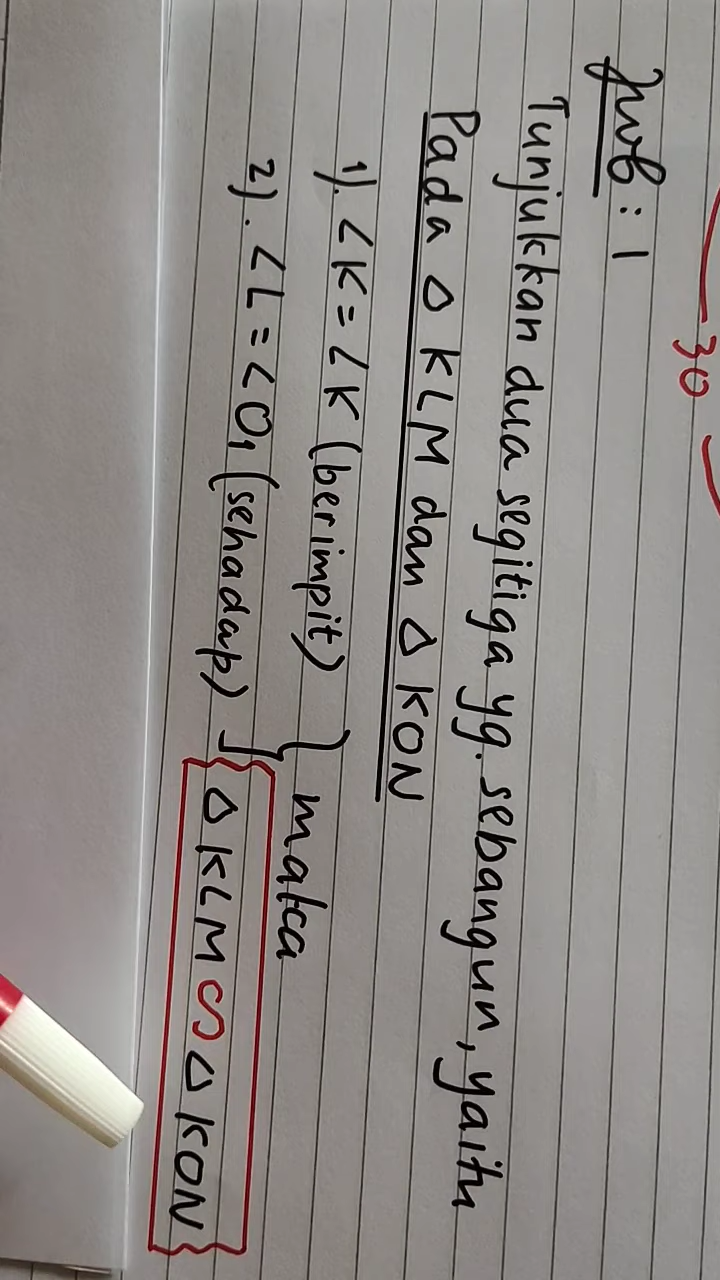 30
Jwb : 1
Tunjukkan dua segitiga yg. sebangun, yaitu
Pada △ KLM dan △ KON
1). ∠K = ∠K (berimpit) } maka
2). ∠L = ∠O₁ (sehadap) } △ KLM ∽ △ KON